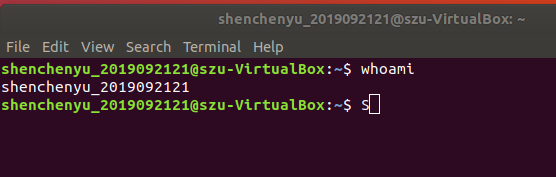 shenchenyu_2019092121@szu-VirtualBox: ~
File Edit View Search Terminal Help
shenchenyu_2019092121@szu-VirtualBox:~$ whoami
shenchenyu_2019092121
shenchenyu_2019092121@szu-VirtualBox:~$ S